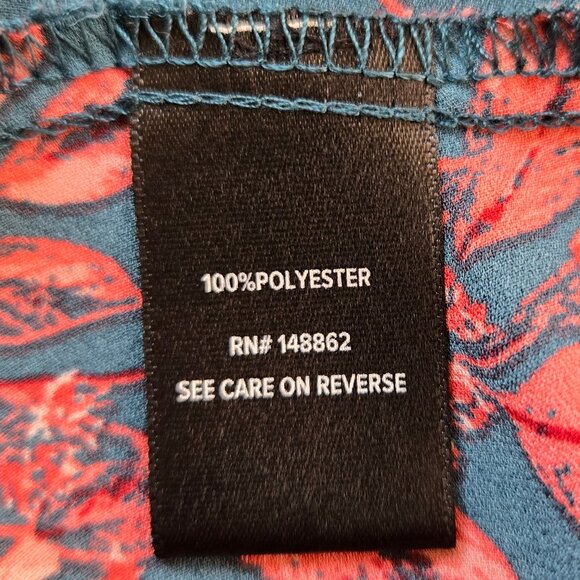 100%POLYESTER
RN# 148862
SEE CARE ON REVERSE